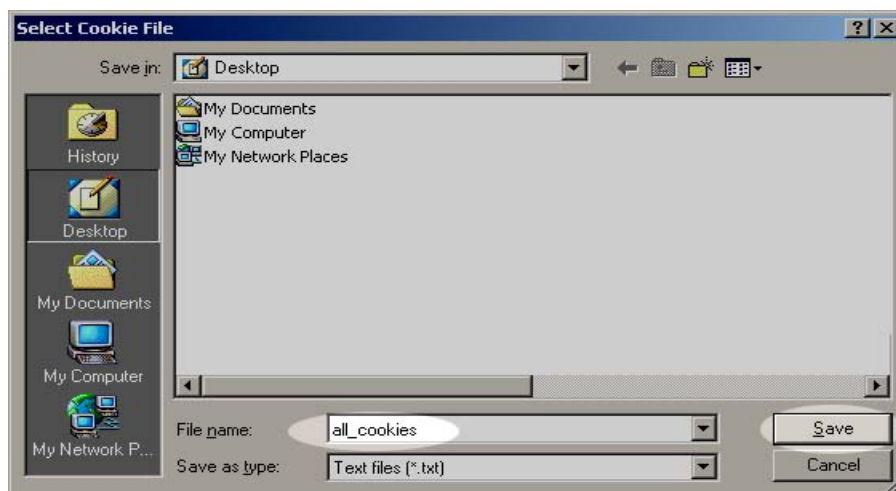 Select Cookie File
Save in: Desktop
History
Desktop
My Documents
My Computer
My Network P...
My Documents
My Computer
My Network Places
File name: all_cookies
Save
Save as type: Text files (*.txt)
Cancel